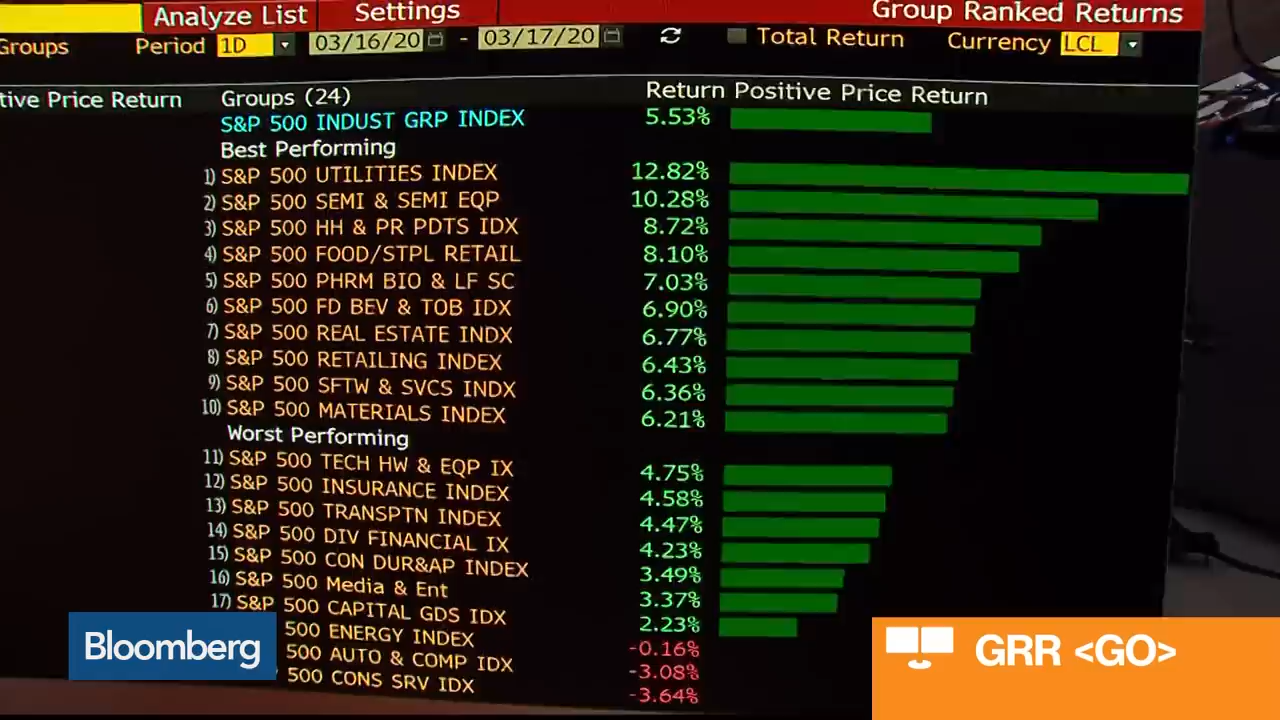 Analyze List Settings Group Ranked Returns
Groups Period 1D 03/16/20 - 03/17/20 Total Return Currency LCL
tive Price Return Groups (24) Return Positive Price Return
S&P 500 INDUST GRP INDEX 5.53%
Best Performing
1) S&P 500 UTILITIES INDEX 12.82%
2) S&P 500 SEMI & SEMI EQP 10.28%
3) S&P 500 HH & PR PDTS IDX 8.72%
4) S&P 500 FOOD/STPL RETAIL 8.10%
5) S&P 500 PHRM BIO & LF SC 7.03%
6) S&P 500 FD BEV & TOB IDX 6.90%
7) S&P 500 REAL ESTATE INDX 6.77%
8) S&P 500 RETAILING INDEX 6.43%
9) S&P 500 SFTW & SVCS INDX 6.36%
10) S&P 500 MATERIALS INDEX 6.21%
Worst Performing
11) S&P 500 TECH HW & EQP IX 4.75%
12) S&P 500 INSURANCE INDEX 4.58%
13) S&P 500 TRANSPTN INDEX 4.47%
14) S&P 500 DIV FINANCIAL IX 4.23%
15) S&P 500 CON DUR&AP INDEX 3.49%
16) S&P 500 Media & Ent 3.37%
17) S&P 500 CAPITAL GDS IDX 2.23%
500 ENERGY INDEX -0.16%
500 AUTO & COMP IDX -3.08%
500 CONS SRV IDX -3.64%
Bloomberg
GRR <GO>